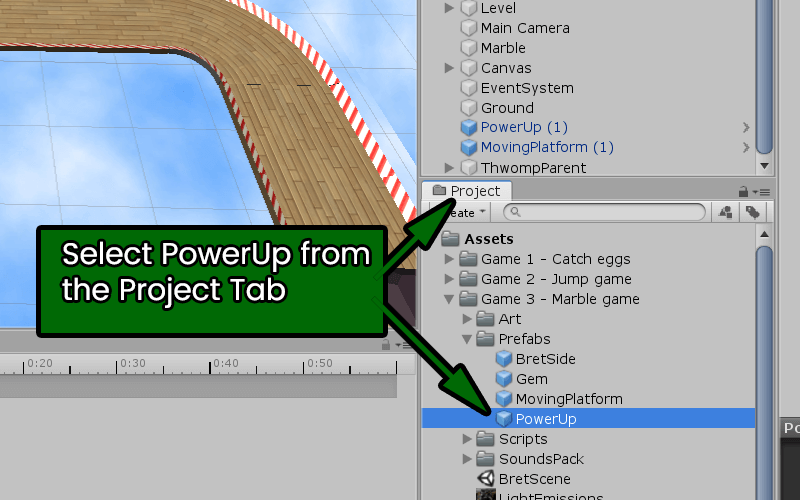 Level
Main Camera
Marble
Canvas
EventSystem
Ground
PowerUp (1)
MovingPlatform (1)
ThwompParent
Project
eate
Assets
Game 1 - Catch eggs
Game 2 - Jump game
Game 3 - Marble game
Art
Prefabs
BretSide
Gem
MovingPlatform
PowerUp
Scripts
SoundsPack
BretScene
LightEmissions
Select PowerUp from
the Project Tab
0:20 0:30 0:40 0:50
Po